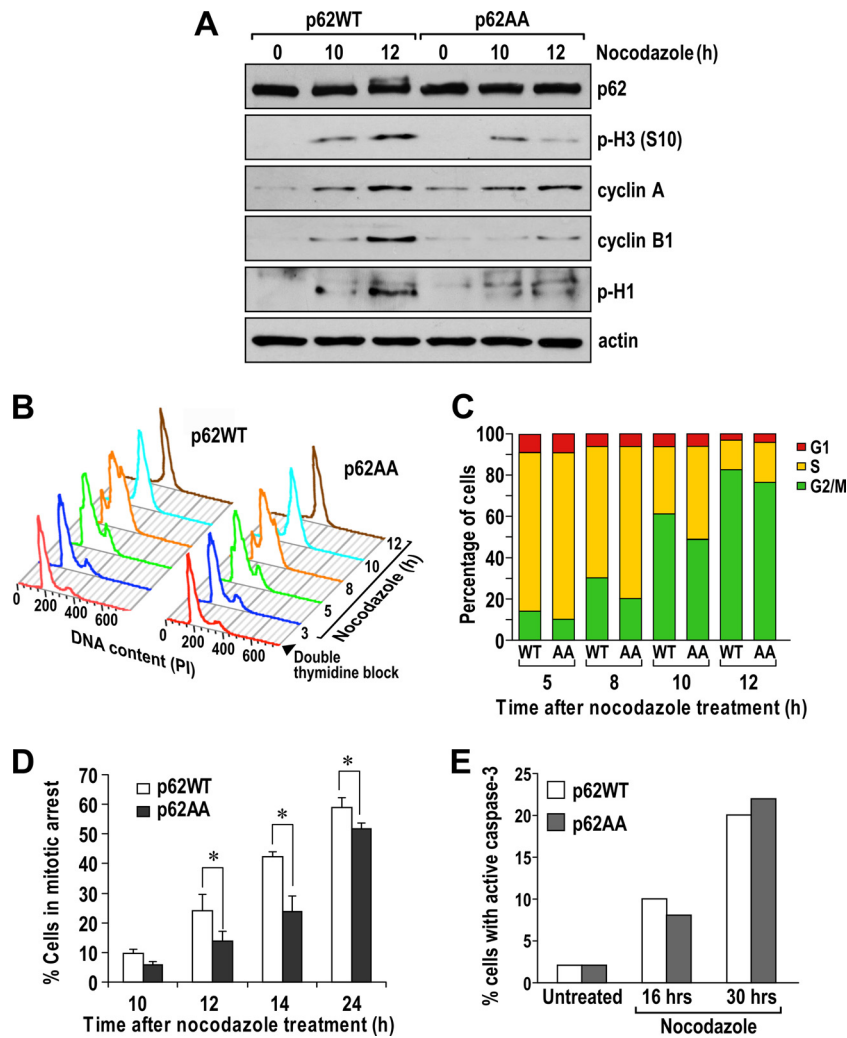 A
p62WT p62AA
0 10 12 0 10 12 Nocodazole (h)
p62
p-H3 (S10)
cyclin A
cyclin B1
p-H1
actin
B
p62WT
p62AA
0 200 400 600
DNA content (PI)
0 200 400 600
3 5 8 10 12
Nocodazole (h)
Double
thymidine block
C
Percentage of cells
100
80
60
40
20
0
G1
S
G2/M
WT AA WT AA WT AA WT AA
5 8 10 12
Time after nocodazole treatment (h)
D
% Cells in mitotic arrest
70
60
50
40
30
20
10
0
p62WT
p62AA
* * *
10 12 14 24
Time after nocodazole treatment (h)
E
% cells with active caspase-3
25
20
15
10
5
0
p62WT
p62AA
Untreated 16 hrs 30 hrs
Nocodazole